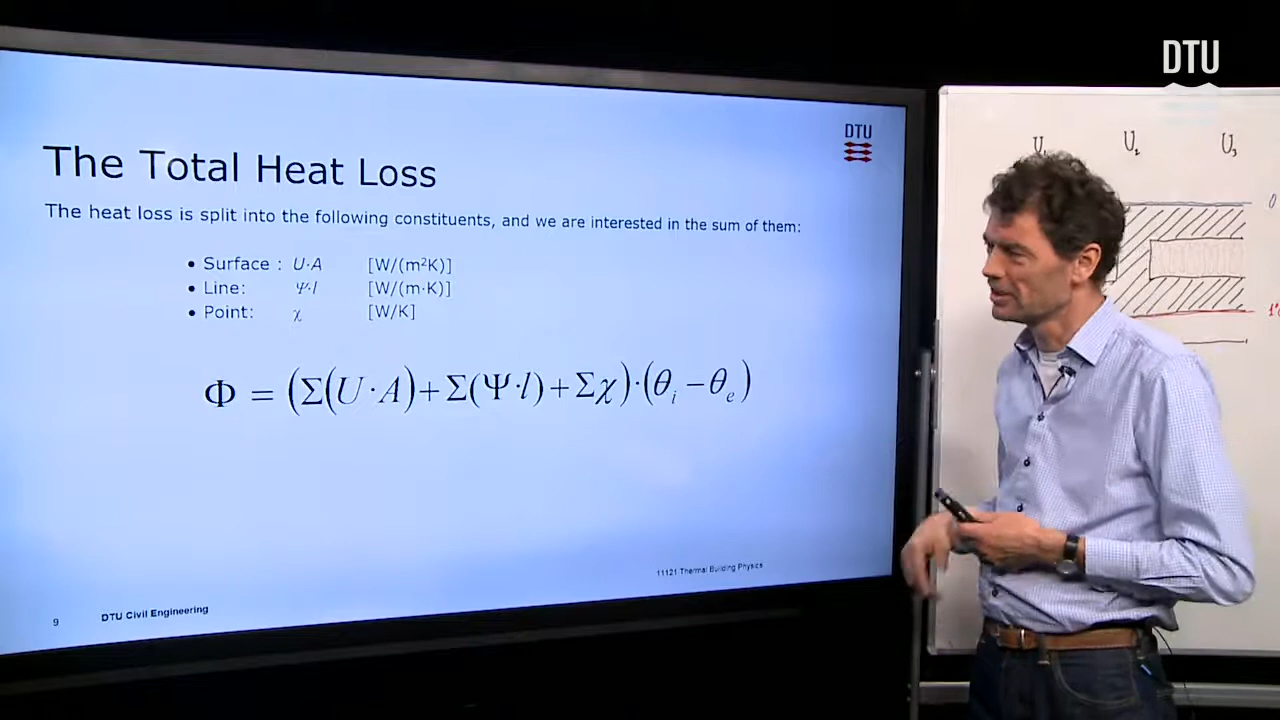 DTU
DTU
The Total Heat Loss
The heat loss is split into the following constituents, and we are interested in the sum of them:
• Surface : U·A [W/(m²K)]
• Line: Ψ·l [W/(m·K)]
• Point: χ [W/K]
Φ = (Σ(U·A)+Σ(Ψ·l)+Σχ)·(θᵢ −θₑ)
11121 Thermal Building Physics
9 DTU Civil Engineering
U₂ U₃
0